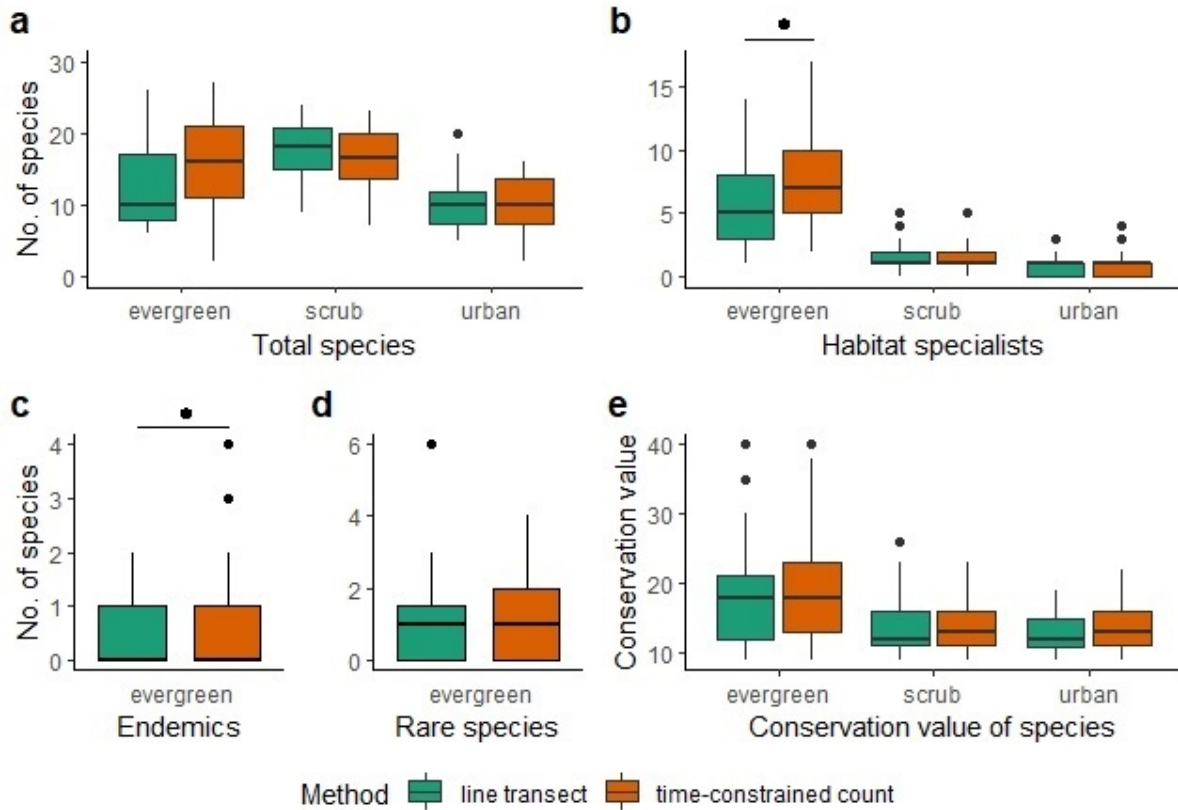 a
No. of species
30
20
10
0
evergreen scrub urban
Total species
b
15
10
5
0
evergreen scrub urban
Habitat specialists
c
No. of species
4
3
2
1
0
evergreen
Endemics
d
6
4
2
0
evergreen
Rare species
e
Conservation value
40
30
20
10
evergreen scrub urban
Conservation value of species
Method line transect time-constrained count